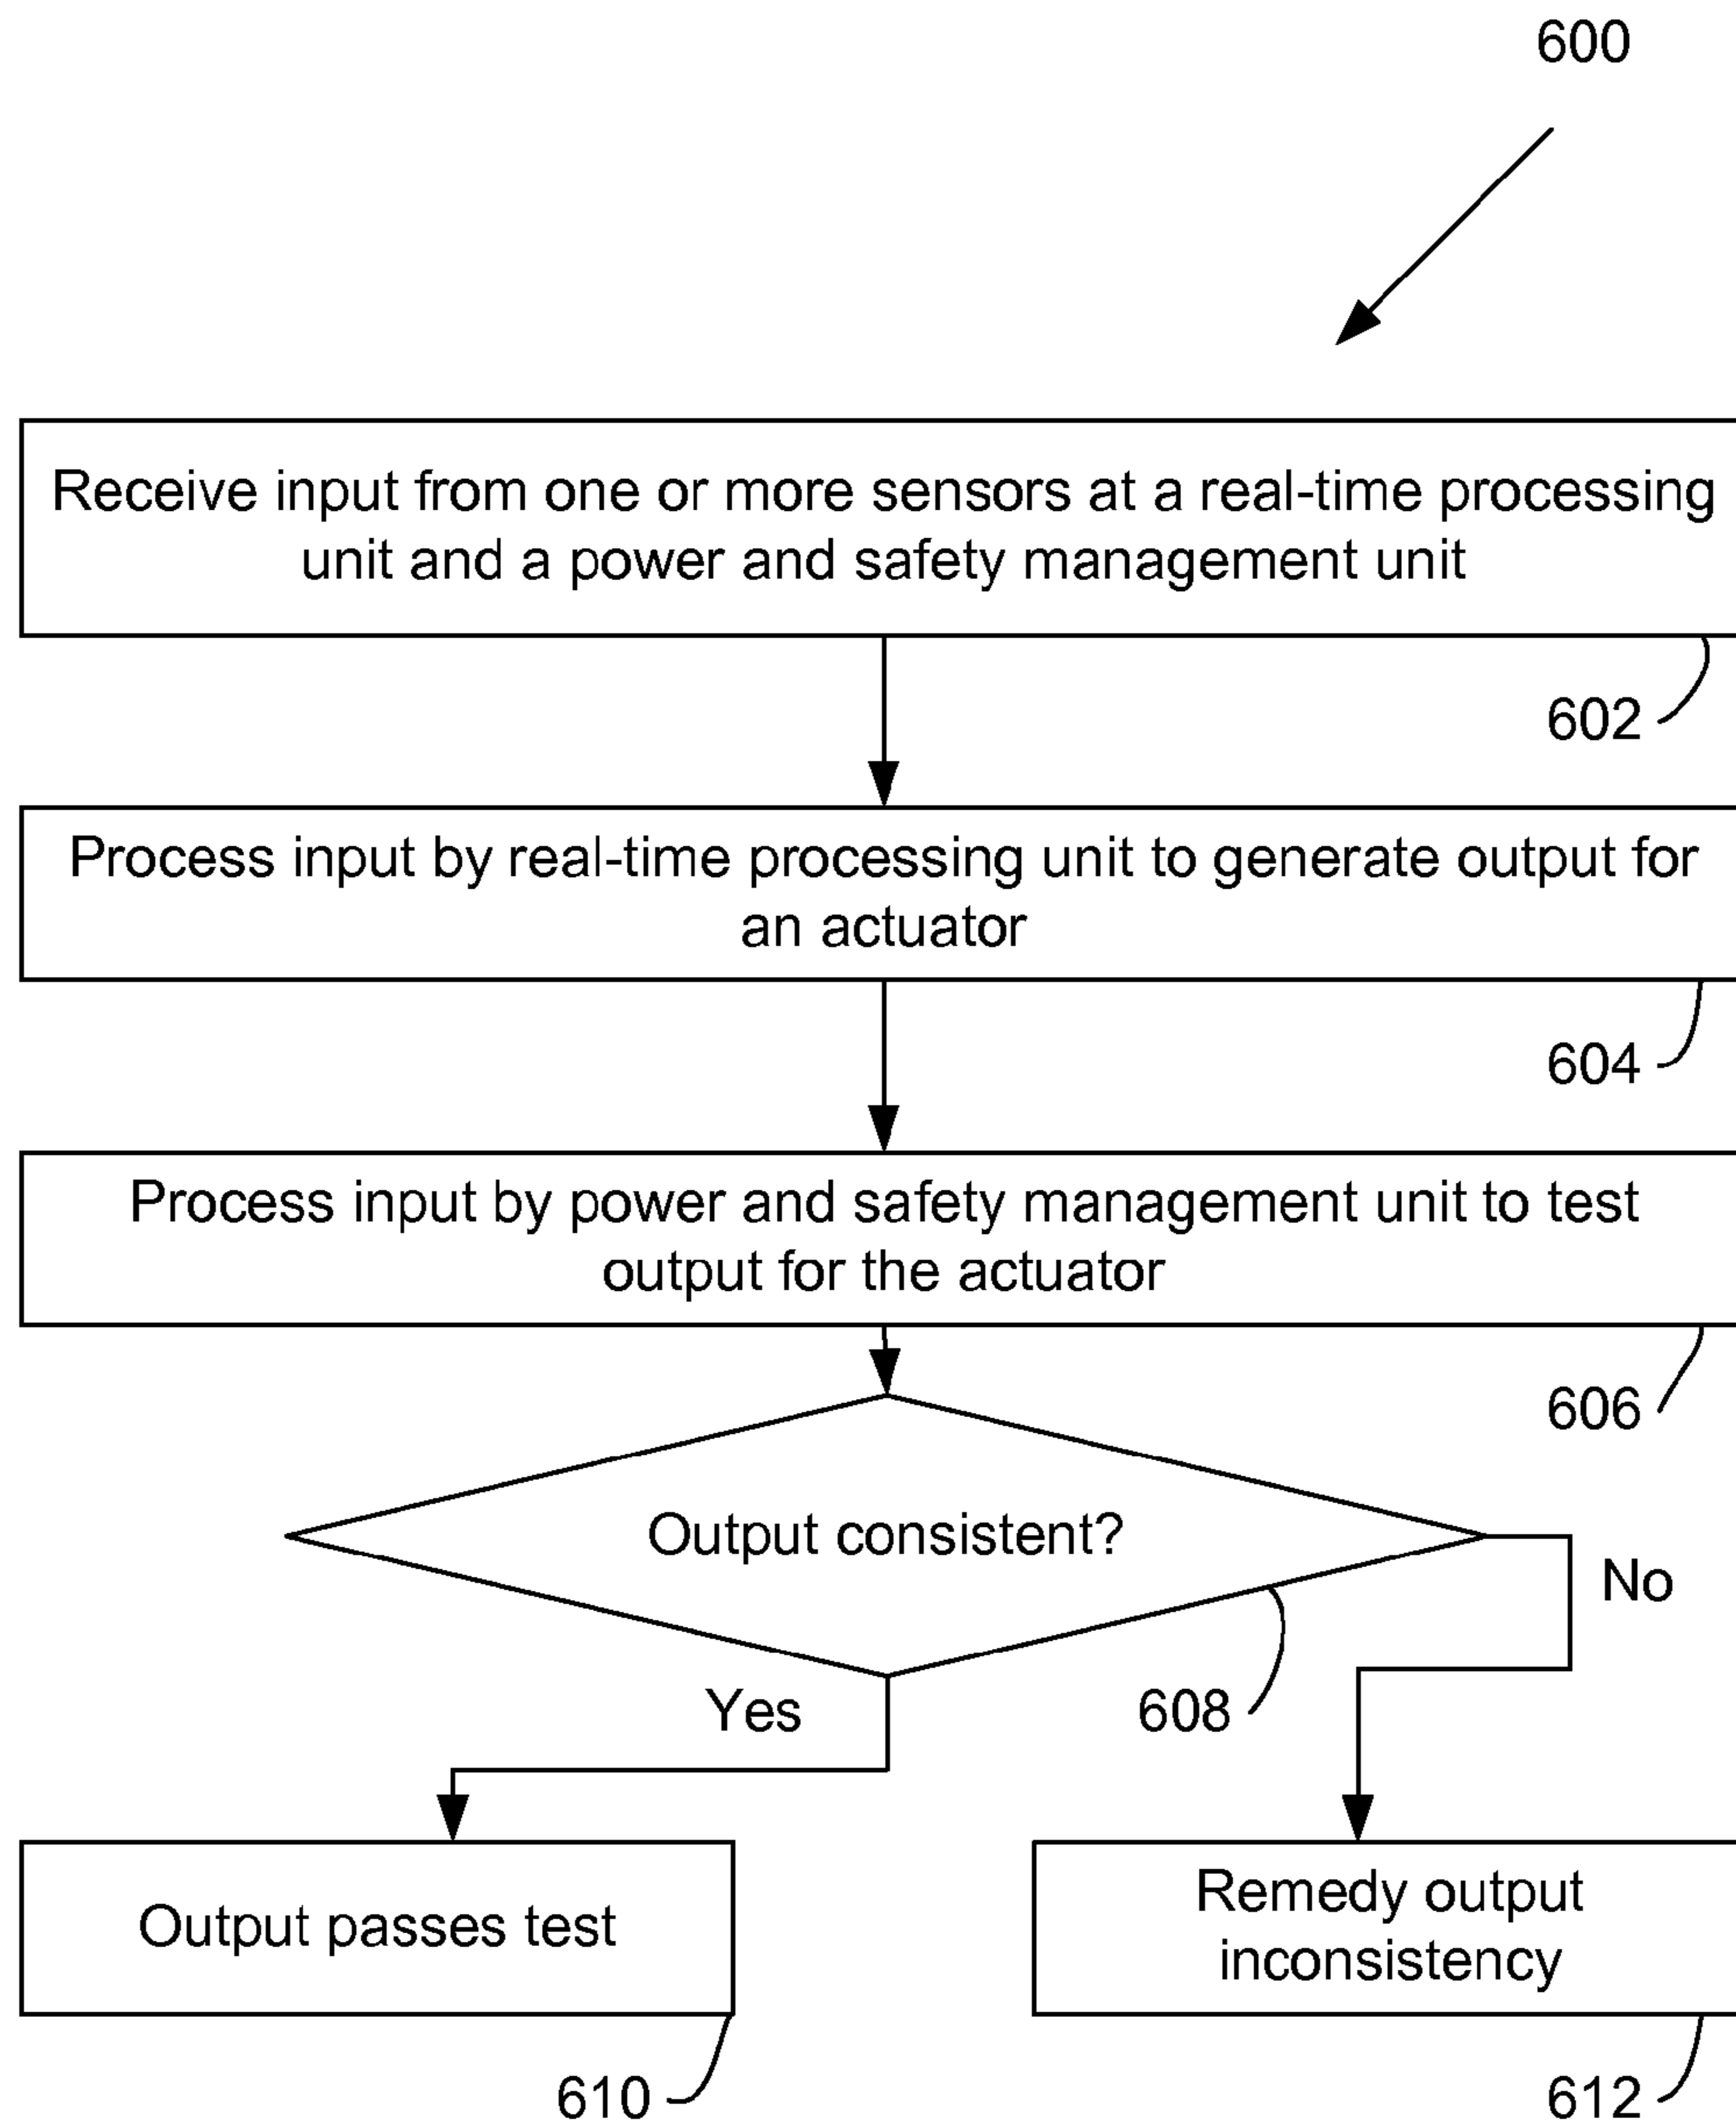 600
Receive input from one or more sensors at a real-time processing
unit and a power and safety management unit
602
Process input by real-time processing unit to generate output for
an actuator
604
Process input by power and safety management unit to test
output for the actuator
606
Output consistent?
No
Yes
608
Output passes test
Remedy output
inconsistency
610
612